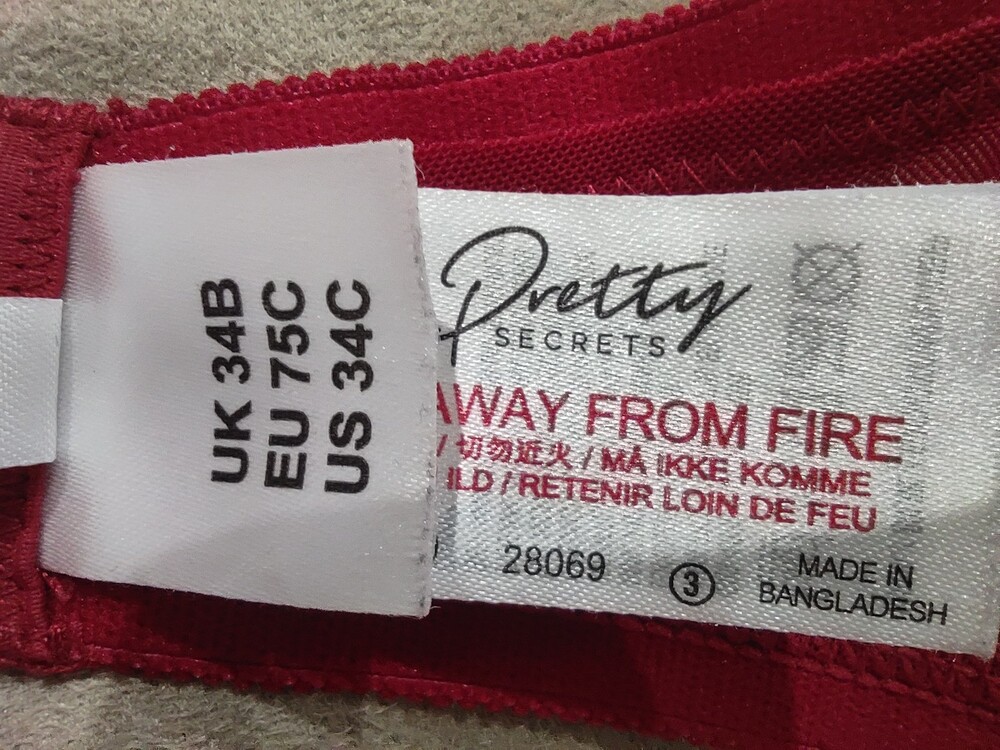 UK 34B
EU 75C
US 34C
Pretty
SECRETS
AWAY FROM FIRE
/ 切勿近火 / MÅ IKKE KOMME
ILD / RETENIR LOIN DE FEU
28069
3
MADE IN
BANGLADESH